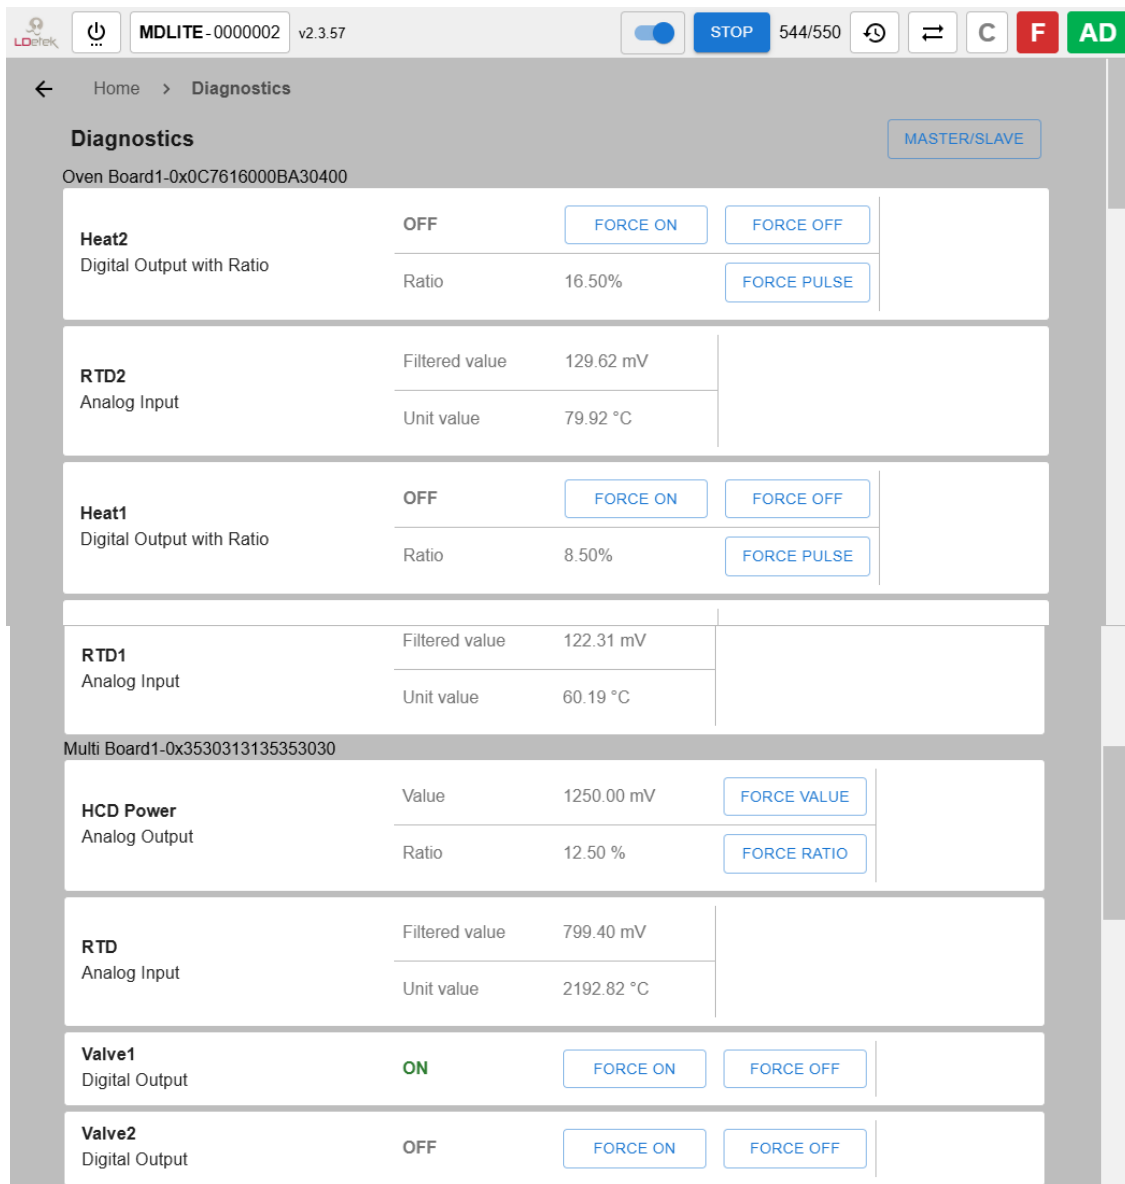 LDetek
MDLITE-0000002 v2.3.57 STOP 544/550 C F AD
Home > Diagnostics
Diagnostics MASTER/SLAVE
Oven Board1-0x0C7616000BA30400
Heat2
Digital Output with Ratio
OFF FORCE ON FORCE OFF
Ratio 16.50% FORCE PULSE
RTD2
Analog Input
Filtered value 129.62 mV
Unit value 79.92 °C
Heat1
Digital Output with Ratio
OFF FORCE ON FORCE OFF
Ratio 8.50% FORCE PULSE
RTD1
Analog Input
Filtered value 122.31 mV
Unit value 60.19 °C
Multi Board1-0x3530313135353030
HCD Power
Analog Output
Value 1250.00 mV FORCE VALUE
Ratio 12.50 % FORCE RATIO
RTD
Analog Input
Filtered value 799.40 mV
Unit value 2192.82 °C
Valve1
Digital Output
ON FORCE ON FORCE OFF
Valve2
Digital Output
OFF FORCE ON FORCE OFF